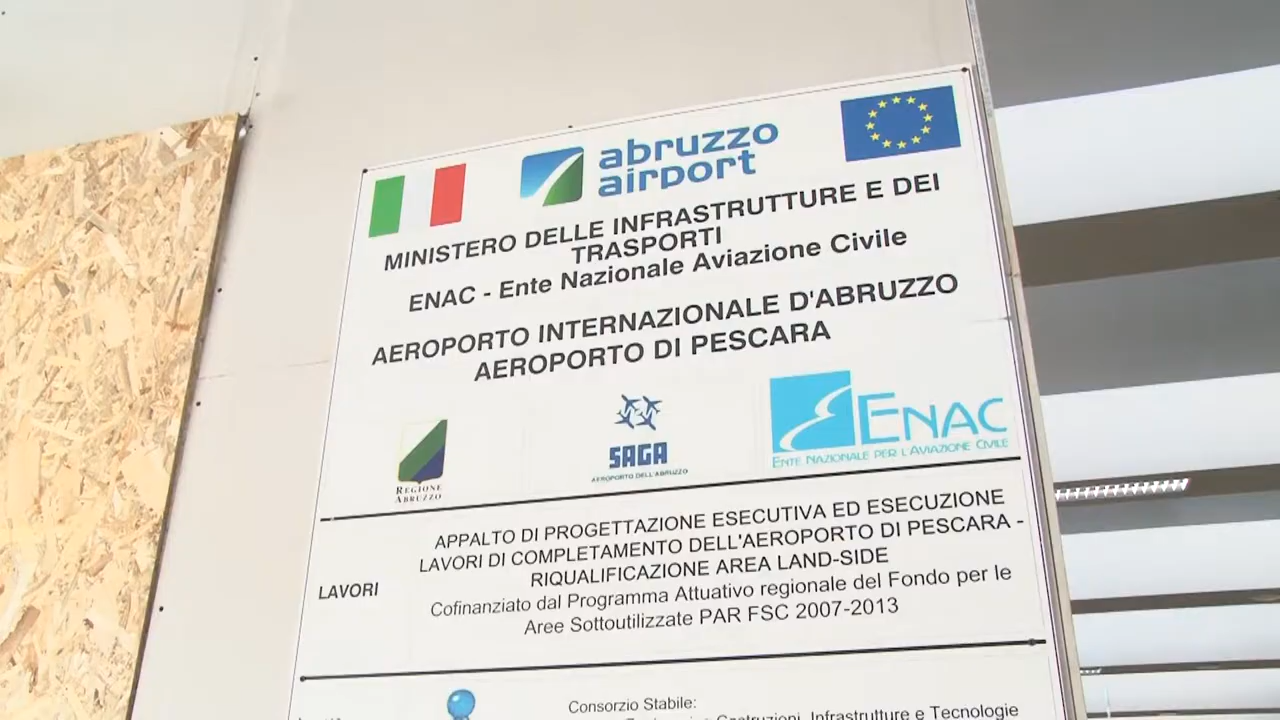 abruzzo
airport
MINISTERO DELLE INFRASTRUTTURE E DEI
TRASPORTI
ENAC - Ente Nazionale Aviazione Civile
AEROPORTO INTERNAZIONALE D'ABRUZZO
AEROPORTO DI PESCARA
REGIONE
ABRUZZO
SAGA
AEROPORTO DELL'ABRUZZO
ENAC
ENTE NAZIONALE PER L'AVIAZIONE CIVILE
LAVORI
APPALTO DI PROGETTAZIONE ESECUTIVA ED ESECUZIONE
LAVORI DI COMPLETAMENTO DELL'AEROPORTO DI PESCARA -
RIQUALIFICAZIONE AREA LAND-SIDE
Cofinanziato dal Programma Attuativo regionale del Fondo per le
Aree Sottoutilizzate PAR FSC 2007-2013
Consorzio Stabile:
Costruzioni, Infrastrutture e Tecnologie